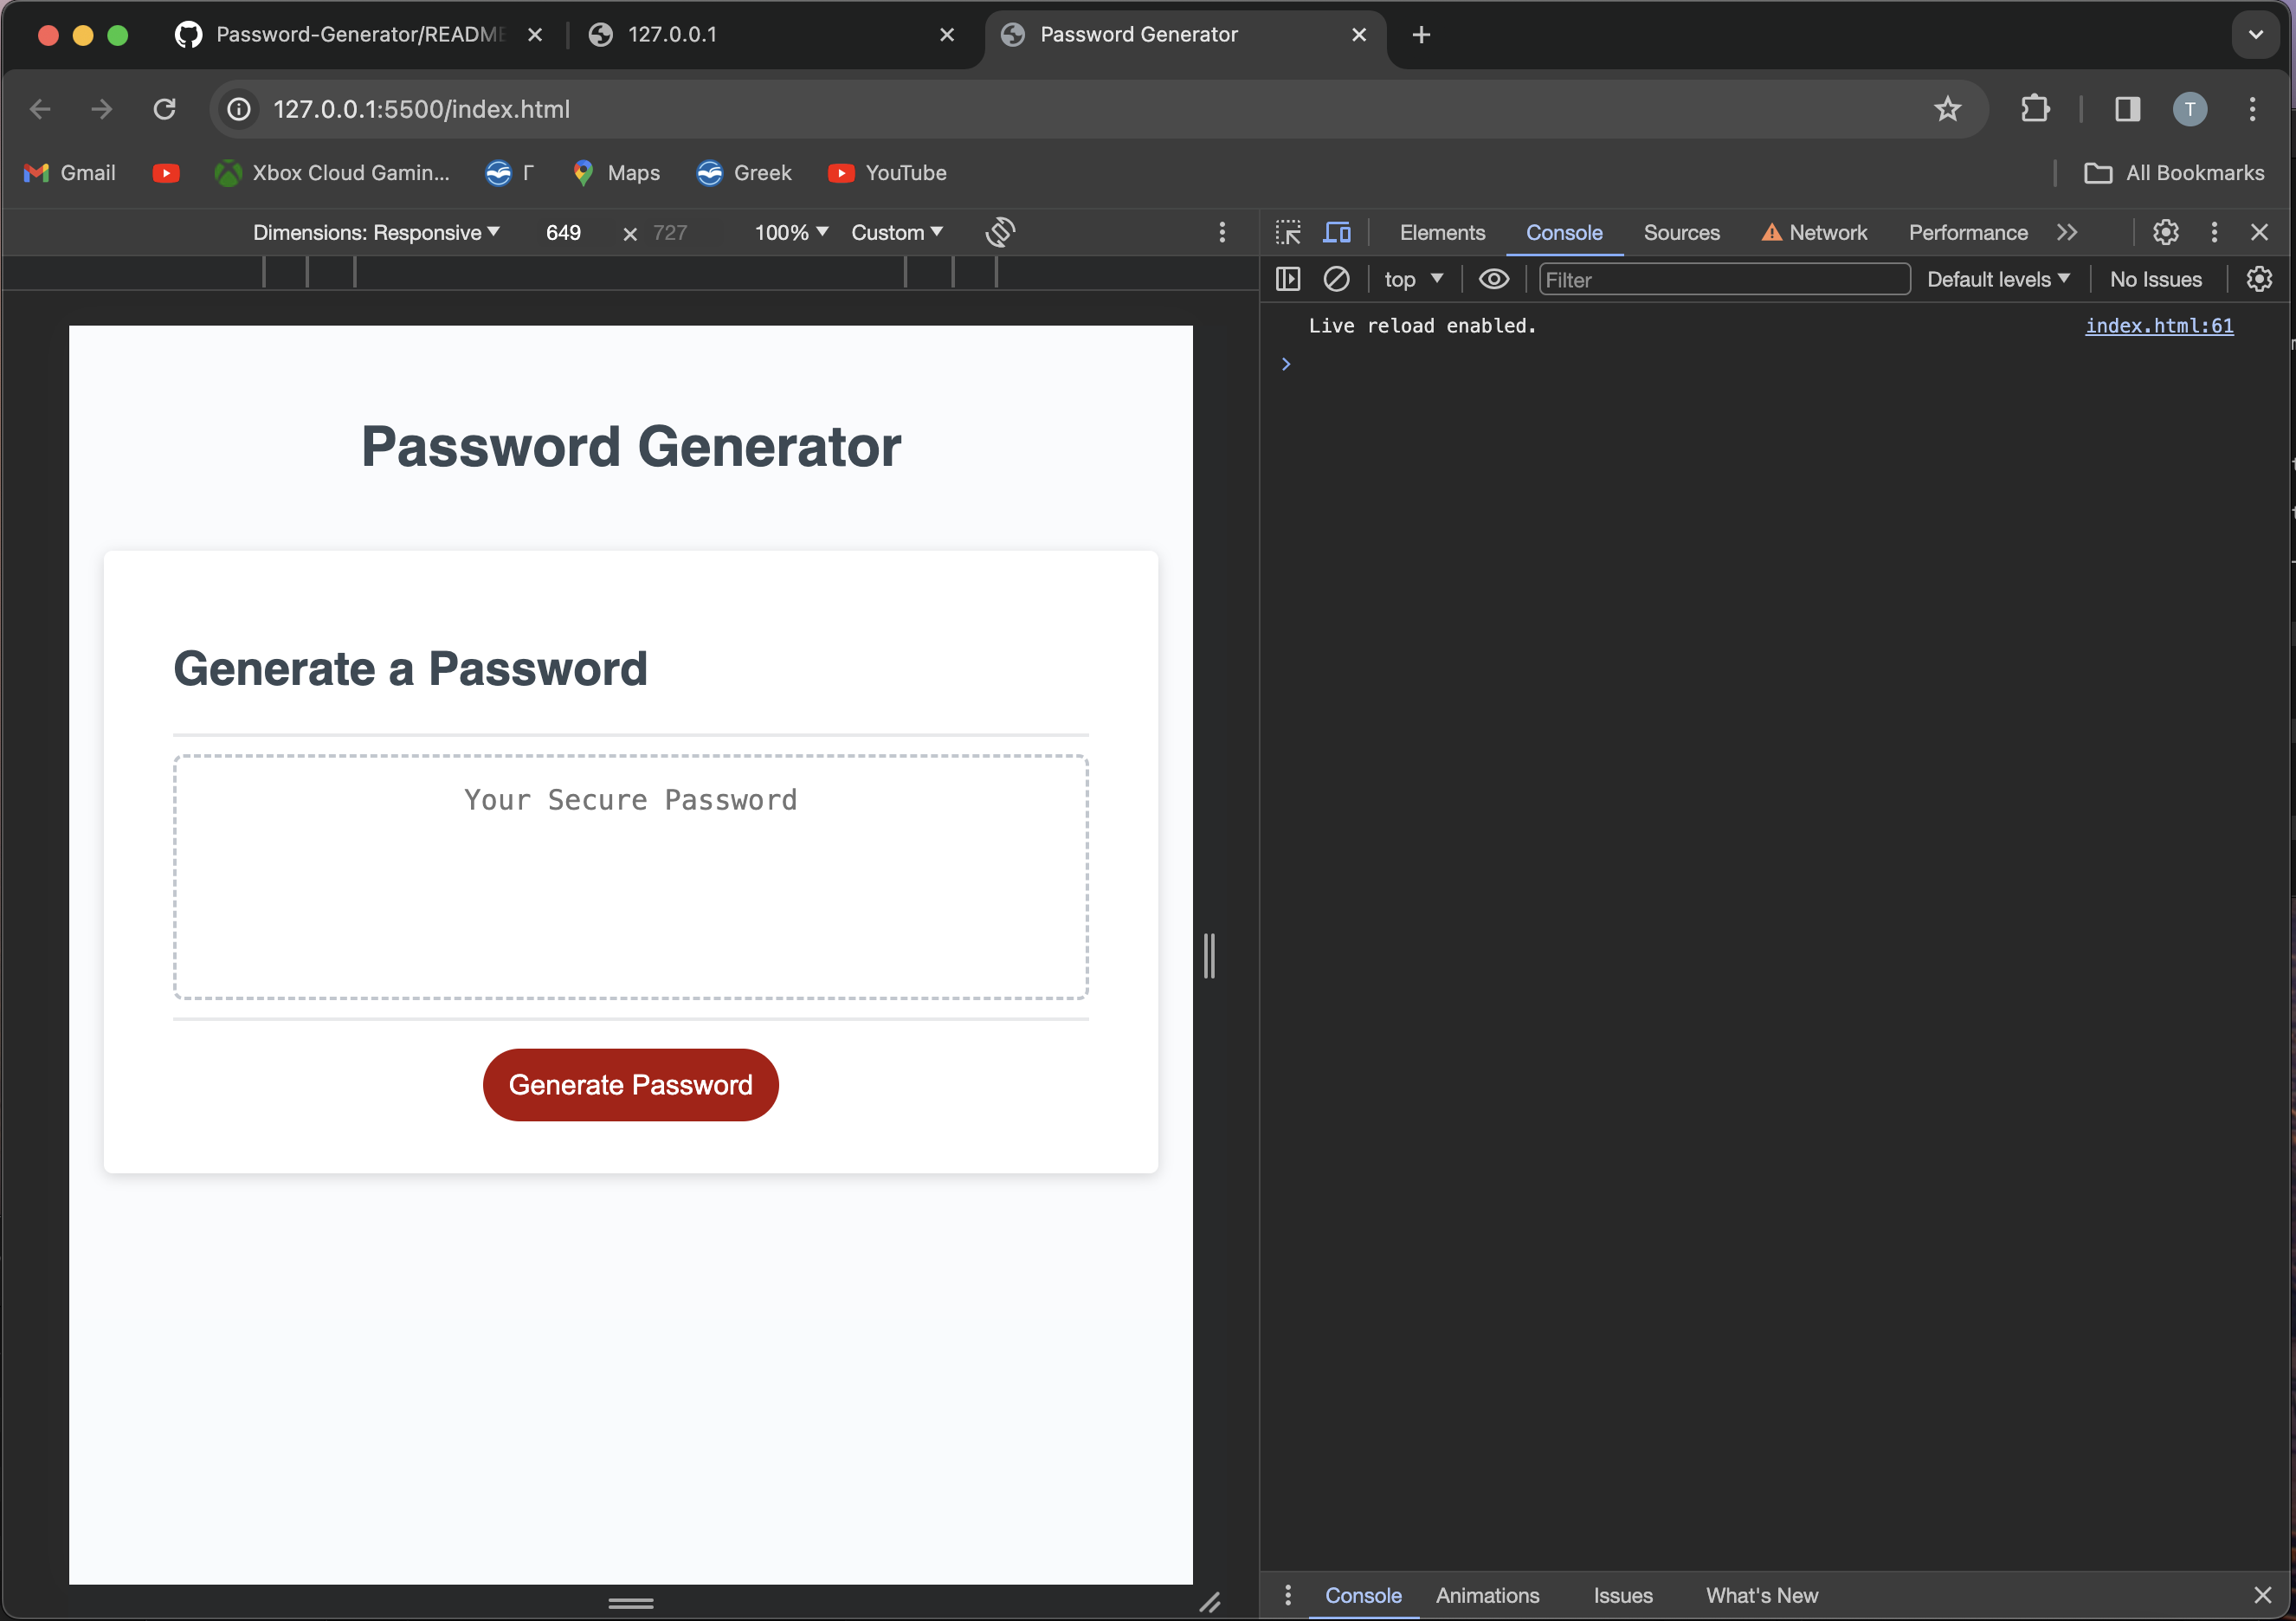 Password-Generator/README
127.0.0.1
Password Generator
127.0.0.1:5500/index.html
T
Gmail
Xbox Cloud Gamin...
Γ
Maps
Greek
YouTube
All Bookmarks
Dimensions: Responsive
649
×
727
100%
Custom
Elements
Console
Sources
Network
Performance
top
Filter
Default levels
No Issues
Live reload enabled.
index.html:61
Password Generator
Generate a Password
Your Secure Password
Generate Password
Console
Animations
Issues
What's New